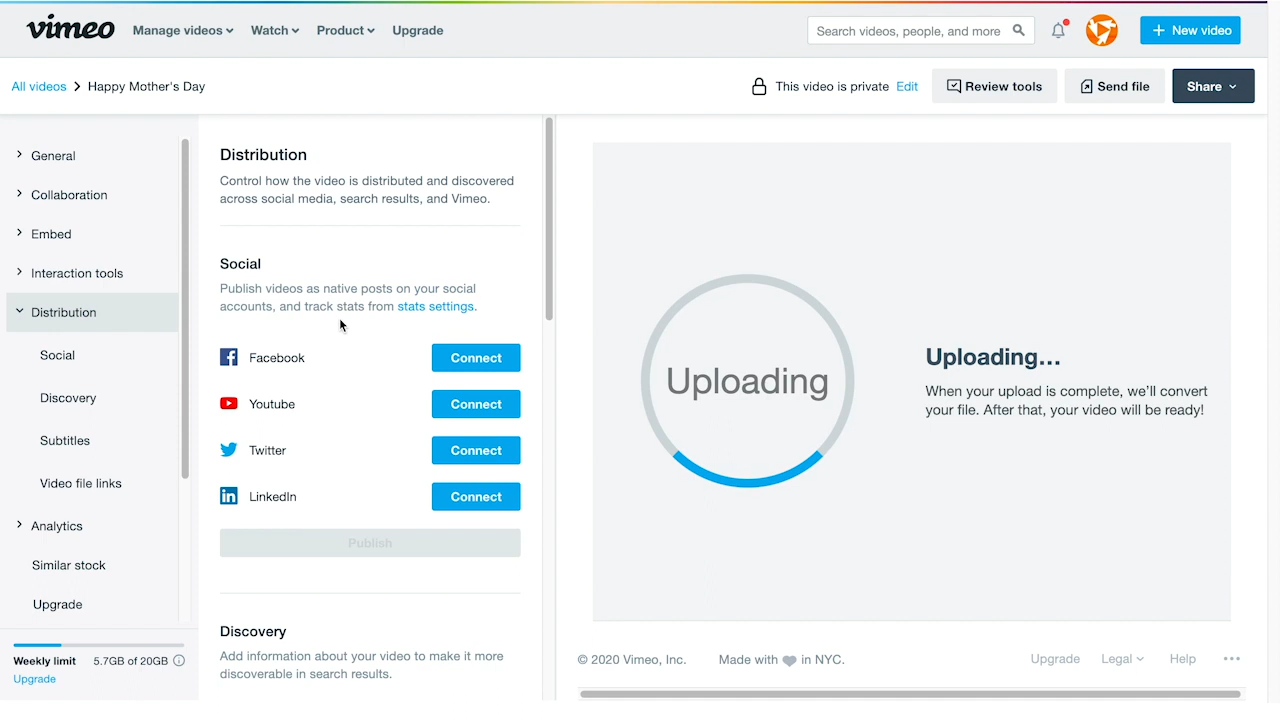 vimeo
Manage videos
Watch
Product
Upgrade
Search videos, people, and more
New video
All videos
Happy Mother's Day
This video is private
Edit
Review tools
Send file
Share
General
Collaboration
Embed
Interaction tools
Distribution
Social
Discovery
Subtitles
Video file links
Analytics
Similar stock
Upgrade
Weekly limit
5.7GB of 20GB
Upgrade
Distribution
Control how the video is distributed and discovered
across social media, search results, and Vimeo.
Social
Publish videos as native posts on your social
accounts, and track stats from stats settings.
Facebook
Connect
Youtube
Connect
Twitter
Connect
LinkedIn
Connect
Publish
Discovery
Add information about your video to make it more
discoverable in search results.
Uploading
Uploading...
When your upload is complete, we'll convert
your file. After that, your video will be ready!
© 2020 Vimeo, Inc.
Made with
in NYC.
Upgrade
Legal
Help